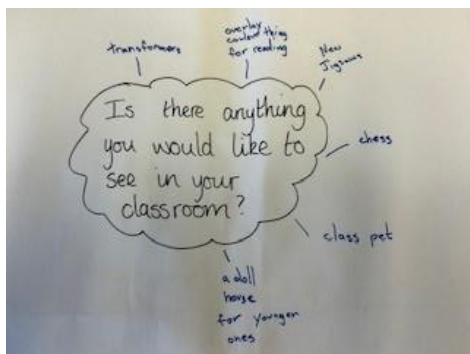 transformers
overlay
colour thing
for reading
New
Jigsaws
Is there anything
you would like to
see in your
classroom?
chess
class pet
a doll
house
for younger
ones